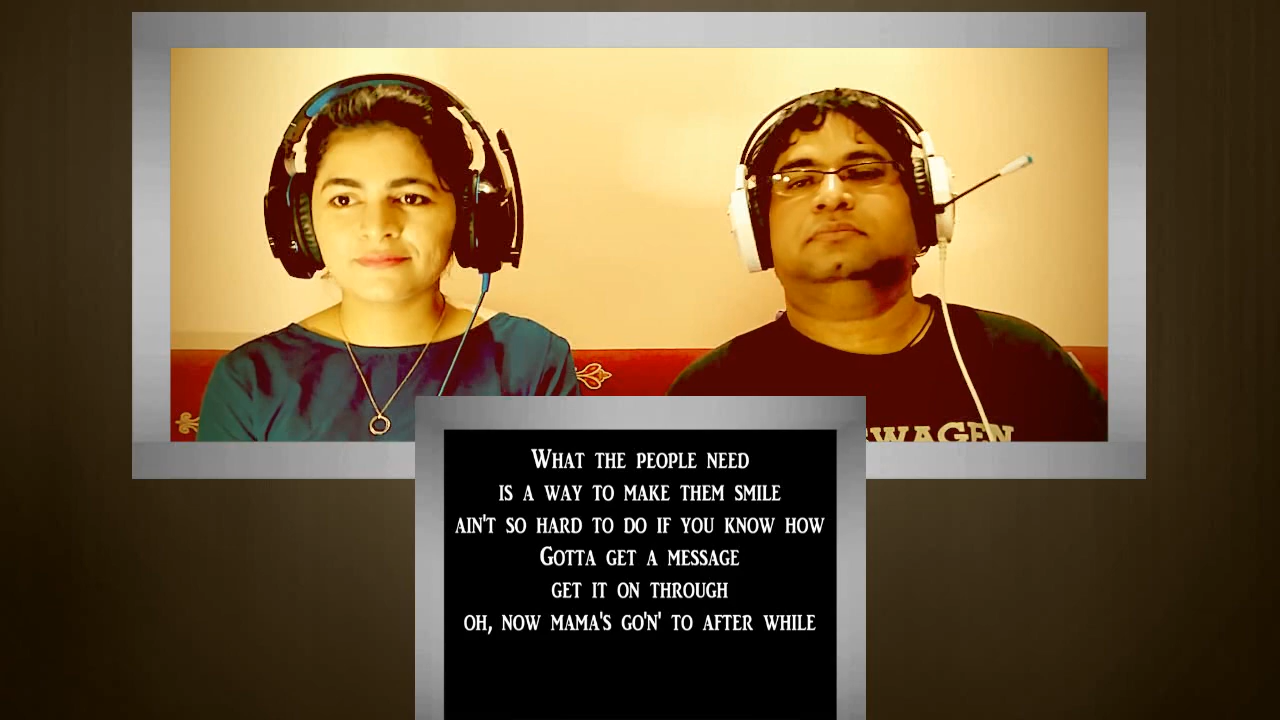 WAGEN
What the people need
is a way to make them smile
ain't so hard to do if you know how
Gotta get a message
get it on through
oh, now mama's go'n' to after while